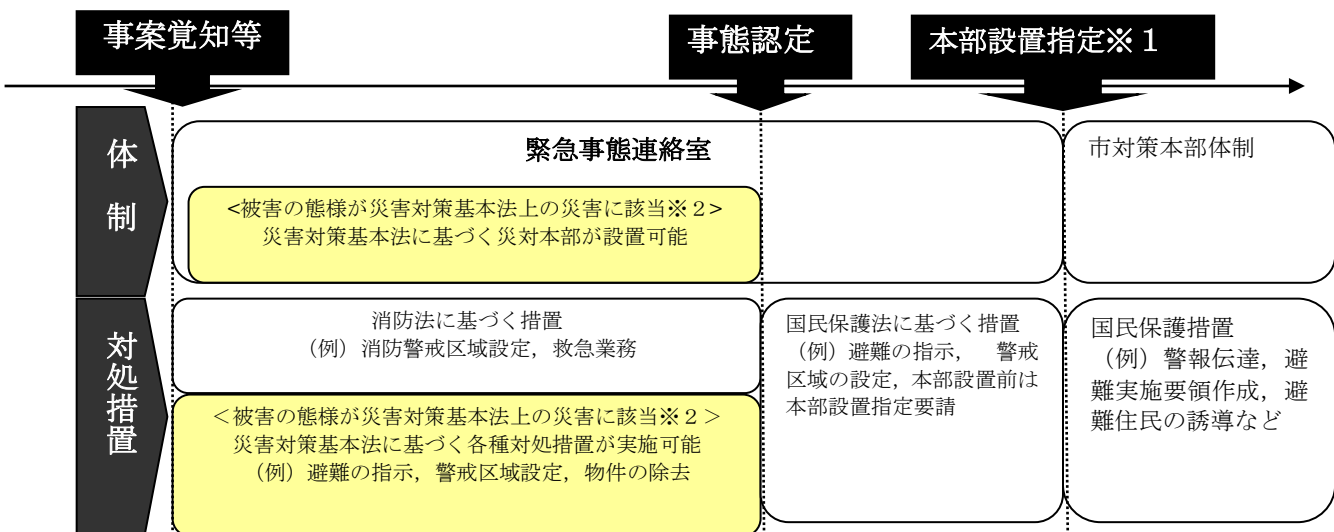 事案覚知等
事態認定
本部設置指定※１
体制
緊急事態連絡室
<被害の態様が災害対策基本法上の災害に該当※２>
災害対策基本法に基づく災対本部が設置可能
市対策本部体制
対処措置
消防法に基づく措置
（例）消防警戒区域設定，救急業務
＜被害の態様が災害対策基本法上の災害に該当※２＞
災害対策基本法に基づく各種対処措置が実施可能
（例）避難の指示，警戒区域設定，物件の除去
国民保護法に基づく措置
（例）避難の指示，　警戒
区域の設定，本部設置前は
本部設置指定要請
国民保護措置
（例）警報伝達，避
難実施要領作成，避
難住民の誘導など